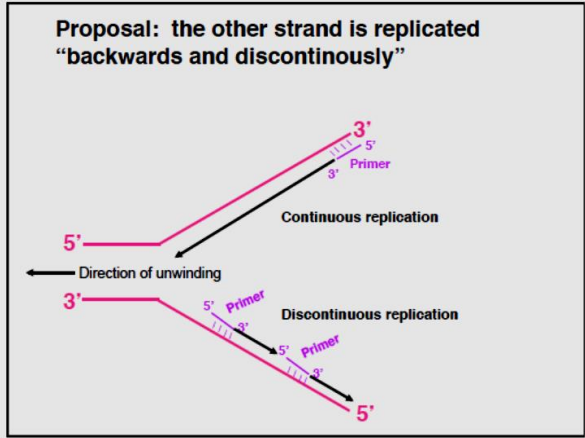 Proposal: the other strand is replicated
“backwards and discontinously”
3’
5’
3’
Primer
Continuous replication
5’
Direction of unwinding
3’
5’
Primer
3’
Discontinuous replication
5’
Primer
3’
5’